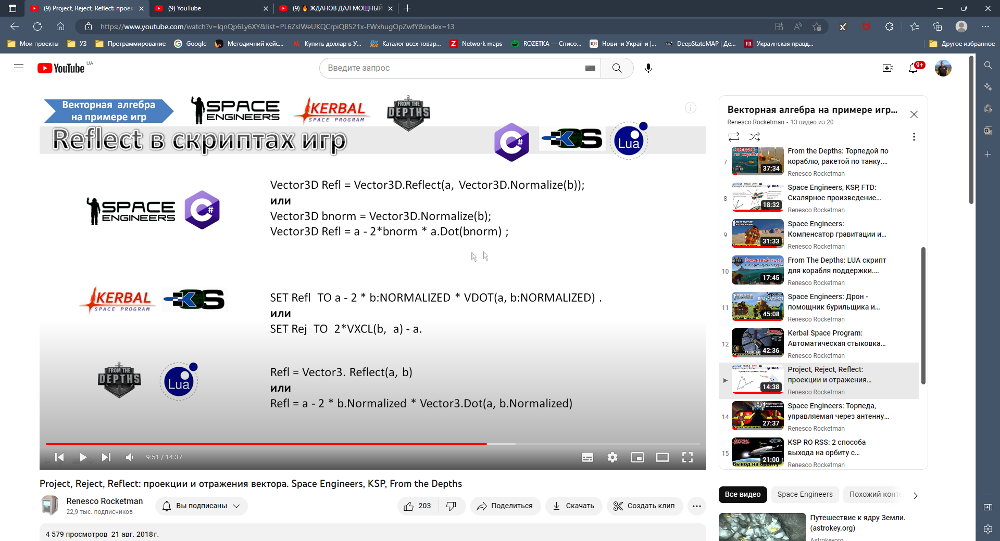 (9) Project, Reject, Reflect: проек
(9) YouTube
(9) 🔥 ЖДАНОВ ДАЛ МОЩНЫЙ
https://www.youtube.com/watch?v=IqnQp6Ly6XY&list=PL6ZsIWeUKQCrpiQB521x-FWxhugOpZwfY&index=13
Мои проекты
УЗ
Программирование
Google
Методичний кейс...
Купить доллар в У...
Каталог всех товар...
Network maps
ROZETKA — Списо...
Новини України |...
DeepStateMAP | Де...
Украинская правд...
Другое избранное
YouTube UA
Введите запрос
9+
Векторная алгебра
на примере игр
SPACE
ENGINEERS
KERBAL
SPACE PROGRAM
FROM THE
DEPTHS
Reflect в скриптах игр
C#
kOS
Lua
SPACE
ENGINEERS
C#
Vector3D Refl = Vector3D.Reflect(a, Vector3D.Normalize(b));
или
Vector3D bnorm = Vector3D.Normalize(b);
Vector3D Refl = a - 2*bnorm * a.Dot(bnorm) ;
KERBAL
SPACE PROGRAM
kOS
SET Refl TO a - 2 * b:NORMALIZED * VDOT(a, b:NORMALIZED) .
или
SET Rej TO 2*VXCL(b, a) - a.
FROM THE
DEPTHS
Lua
Refl = Vector3. Reflect(a, b)
или
Refl = a - 2 * b.Normalized * Vector3.Dot(a, b.Normalized)
9:51 / 14:37
Project, Reject, Reflect: проекции и отражения вектора. Space Engineers, KSP, From the Depths
Renesco Rocketman
22,9 тыс. подписчиков
Вы подписаны
203
Поделиться
Скачать
Создать клип
4 579 просмотров 21 авг. 2018 г.
Векторная алгебра на примере игр...
Renesco Rocketman - 13 видео из 20
7
37:34
From the Depths: Торпедой по
кораблю, ракетой по танку....
Renesco Rocketman
8
18:32
Space Engineers, KSP, FTD:
Скалярное произведение...
Renesco Rocketman
9
31:33
Space Engineers:
Компенсатор гравитации и...
Renesco Rocketman
10
17:45
From The Depths: LUA скрипт
для корабля поддержки....
Renesco Rocketman
11
45:08
Space Engineers: Дрон -
помощник бурильщика и...
Renesco Rocketman
12
42:36
Kerbal Space Program:
Автоматическая стыковка...
Renesco Rocketman
14:38
Project, Reject, Reflect:
проекции и отражения...
Renesco Rocketman
14
27:37
Space Engineers: Торпеда,
управляемая через антенну...
Renesco Rocketman
15
21:00
KSP RO RSS: 2 способа
выхода на орбиту с...
Renesco Rocketman
Все видео
Space Engineers
Похожий конте
Путешествие к ядру Земли.
(astrokey.org)
Astrokeyorg